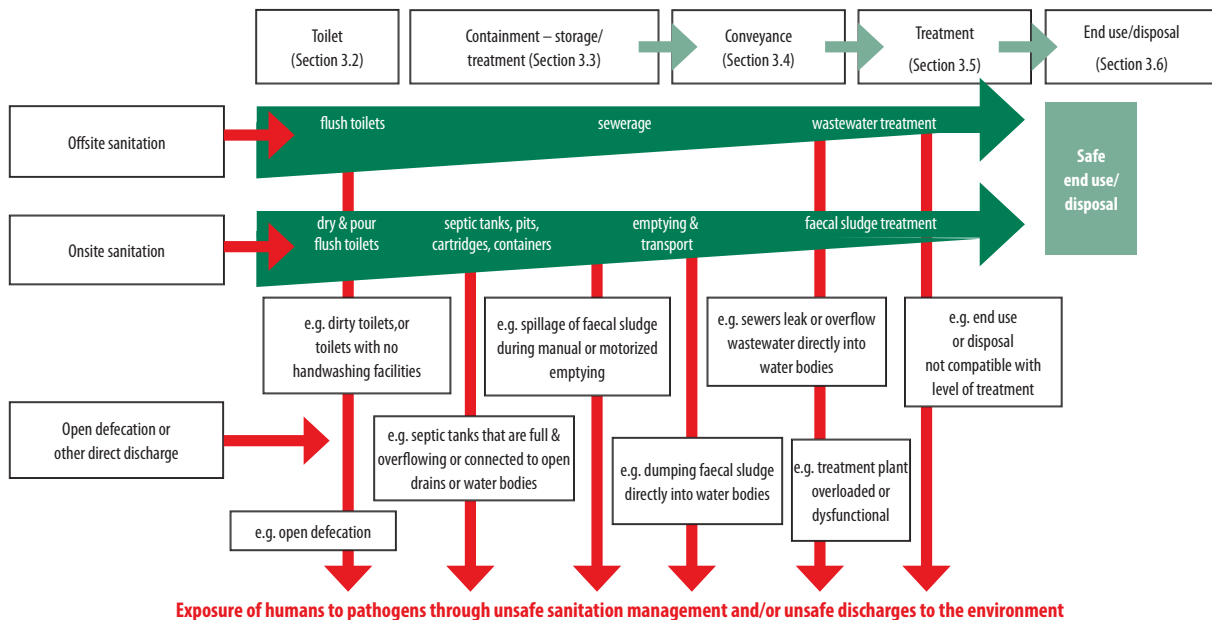 Toilet
(Section 3.2)
Containment – storage/
treatment (Section 3.3)
Conveyance
(Section 3.4)
Treatment
(Section 3.5)
End use/disposal
(Section 3.6)
Offsite sanitation
flush toilets
sewerage
wastewater treatment
Safe
end use/
disposal
Onsite sanitation
dry & pour
flush toilets
septic tanks, pits,
cartridges, containers
emptying &
transport
faecal sludge treatment
e.g. dirty toilets,or
toilets with no
handwashing facilities
e.g. spillage of faecal sludge
during manual or motorized
emptying
e.g. sewers leak or overflow
wastewater directly into
water bodies
e.g. end use
or disposal
not compatible with
level of treatment
Open defecation or
other direct discharge
e.g. septic tanks that are full &
overflowing or connected to open
drains or water bodies
e.g. dumping faecal sludge
directly into water bodies
e.g. treatment plant
overloaded or
dysfunctional
e.g. open defecation
Exposure of humans to pathogens through unsafe sanitation management and/or unsafe discharges to the environment